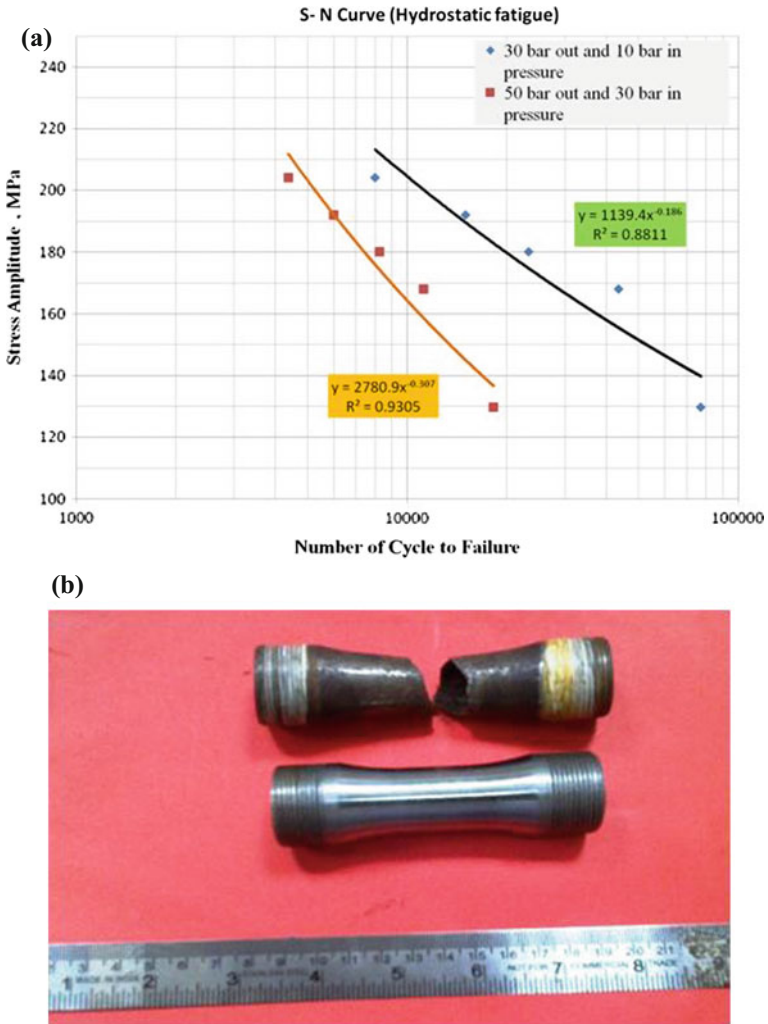 (a)
S- N Curve (Hydrostatic fatigue)
30 bar out and 10 bar in
pressure
50 bar out and 30 bar in
pressure
240
220
200
180
160
140
120
100
Stress Amplitude , MPa
y = 1139.4x^-0.186
R² = 0.8811
y = 2780.9x^-0.307
R² = 0.9305
1000
10000
100000
Number of Cycle to Failure
(b)
1 2 3 4 5 6 7 8